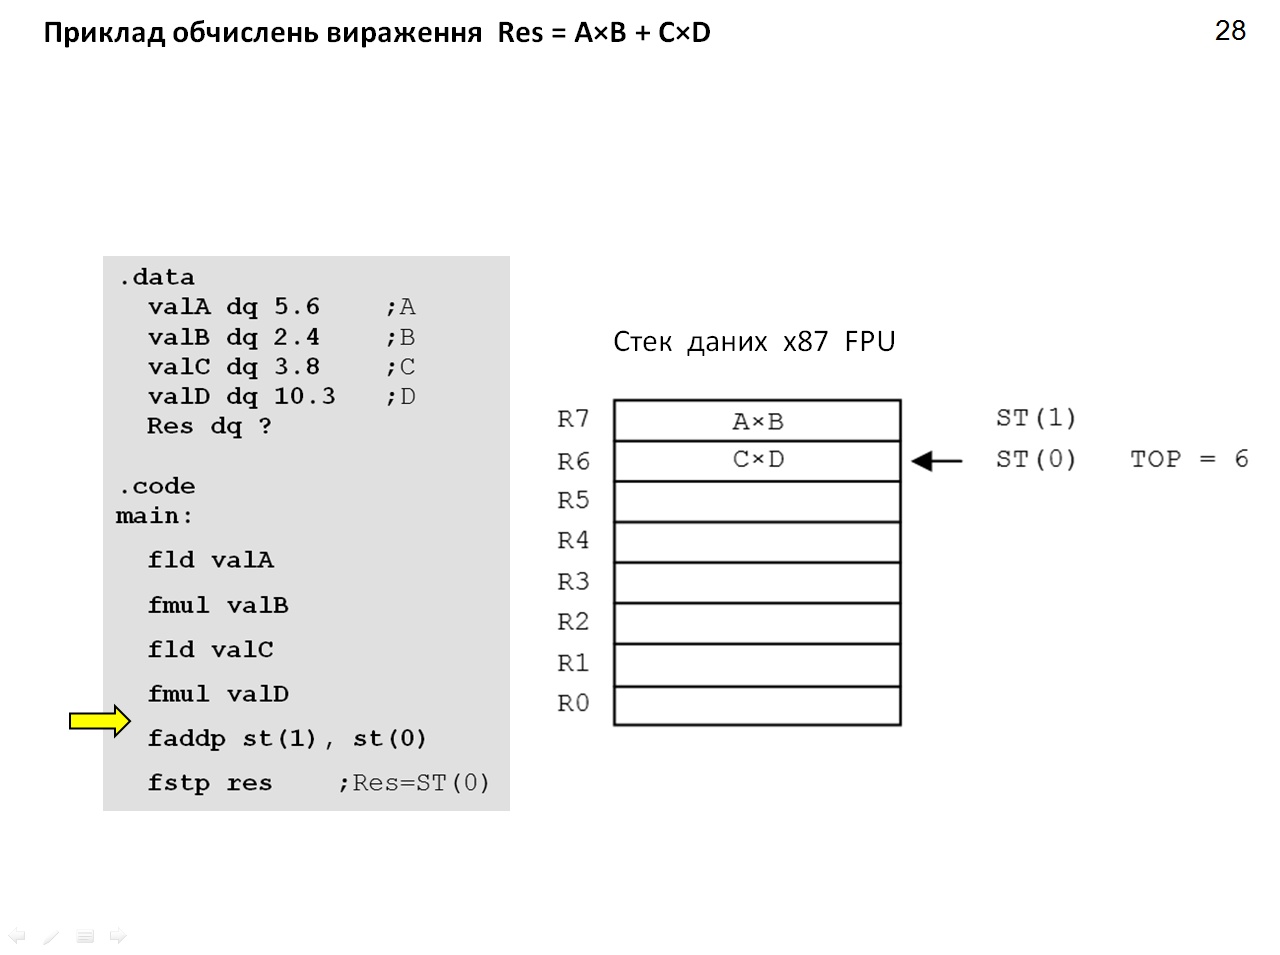 Приклад обчислень вираження Res = A×B + C×D
28
.data
valA dq 5.6 ;A
valB dq 2.4 ;B
valC dq 3.8 ;C
valD dq 10.3 ;D
Res dq ?
.code
main:
fld valA
fmul valB
fld valC
fmul valD
faddp st(1), st(0)
fstp res ;Res=ST(0)
Стек даних x87 FPU
R7 A×B ST(1)
R6 C×D ST(0) TOP = 6
R5
R4
R3
R2
R1
R0